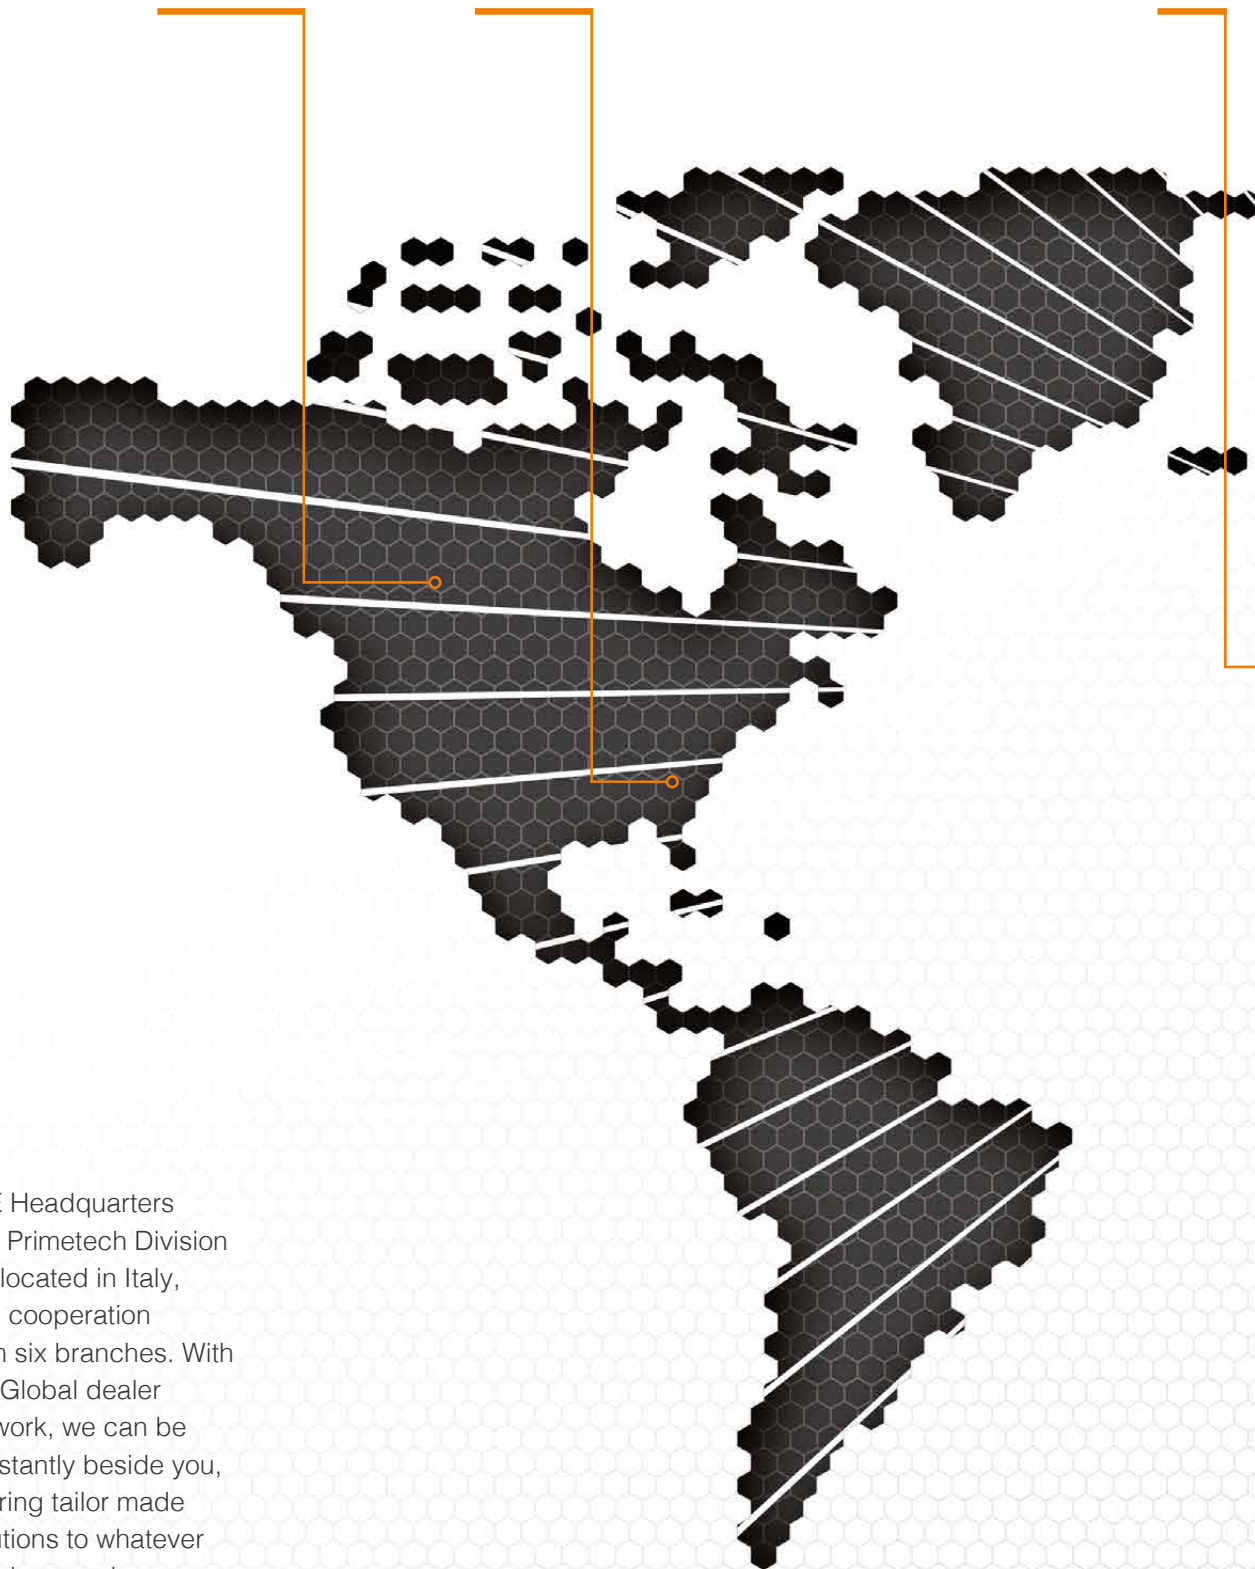 Headquarters
Primetech Division
located in Italy,
cooperation
six branches. With
Global dealer
work, we can be
stantly beside you,
ring tailor made
tions to whatever